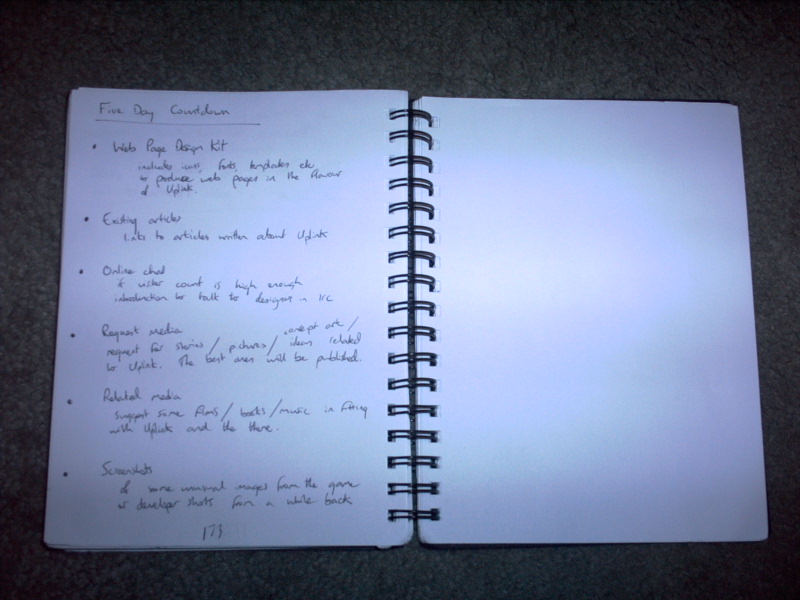 Five Day Countdown
• Web Page Design Kit
includes icons, fonts, templates etc
to produce web pages in the flavour
of Uplink.
• Existing articles
links to articles written about Uplink
• Online chat
if visitor count is high enough
introduction to talk to designers in irc
• Request media
concept art /
request for stories / pictures / ideas related
to Uplink. The best ones will be published.
• Related media
suggest some films / books / music in fitting
with Uplink and the theme.
• Screenshots
of some unusual images from the game
or developer shots from a while back
173